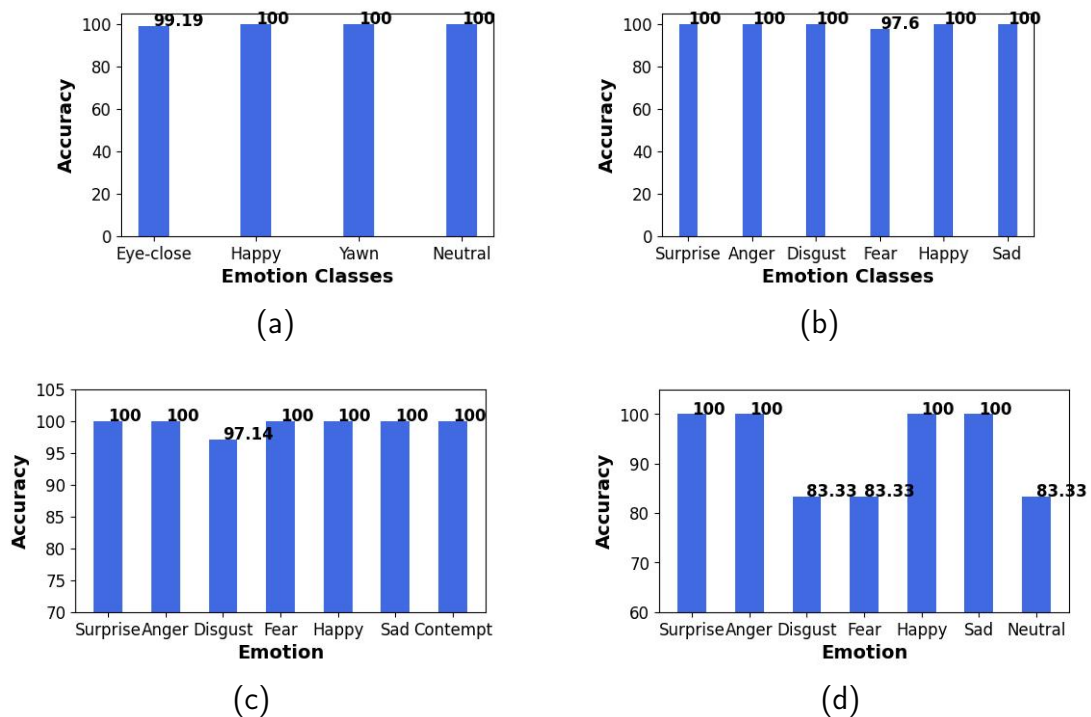 99.19 100 100 100
100
80
60
40
20
0
Accuracy
Eye-close Happy Yawn Neutral
Emotion Classes
(a)
100 100 100 97.6 100 100
100
80
60
40
20
0
Accuracy
Surprise Anger Disgust Fear Happy Sad
Emotion Classes
(b)
105
100
95
90
85
80
75
70
100 100 97.14 100 100 100 100
Accuracy
Surprise Anger Disgust Fear Happy Sad Contempt
Emotion
(c)
100
90
80
70
60
100 100 83.33 83.33 100 100 83.33
Accuracy
Surprise Anger Disgust Fear Happy Sad Neutral
Emotion
(d)